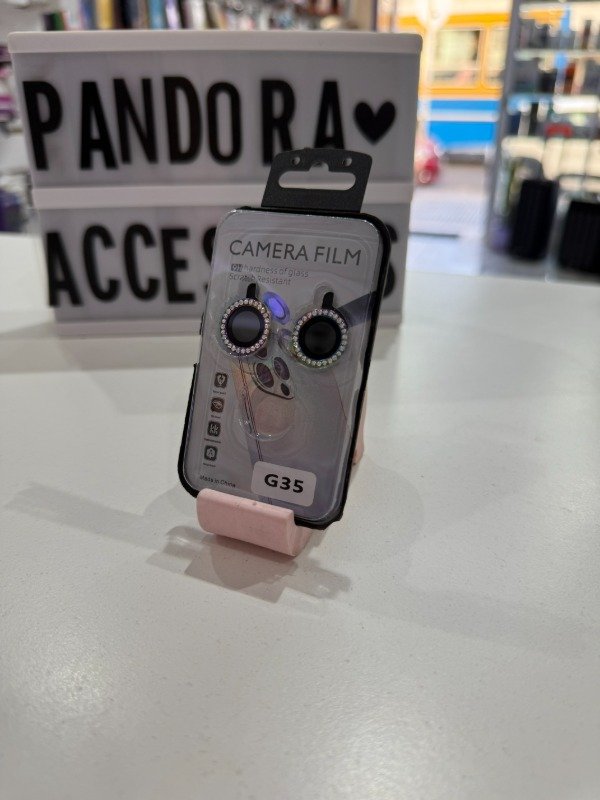 PANDORA♥
ACCES S
CAMERA FILM
9H hardness of glass
Scratch Resistant
Made in China
G35